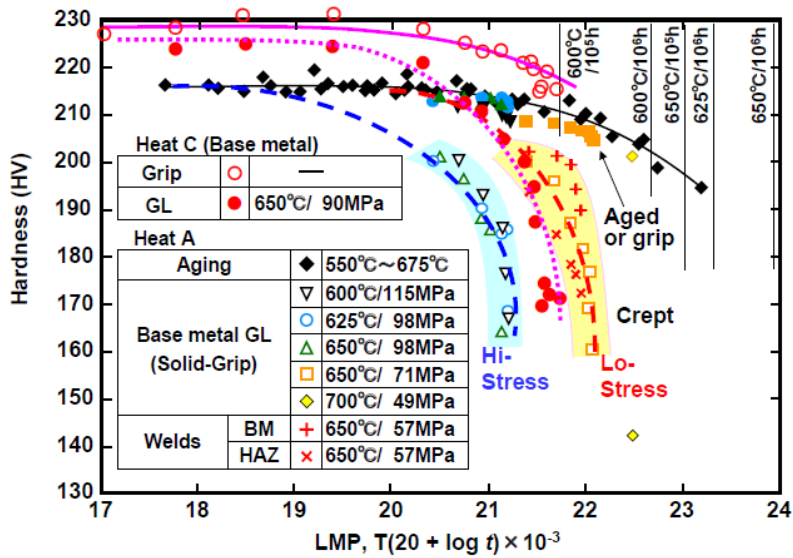 230
220
210
200
190
180
170
160
150
140
130
Hardness (HV)
17 18 19 20 21 22 23 24
LMP, T(20 + log t) × 10⁻³
600℃/10⁵h
600℃/10⁶h
650℃/10⁵h
625℃/10⁶h
650℃/10⁶h
Heat C (Base metal)
Grip —
GL 650℃/ 90MPa
Heat A
Aging 550℃～675℃
Base metal GL
(Solid-Grip)
600℃/115MPa
625℃/ 98MPa
650℃/ 98MPa
650℃/ 71MPa
700℃/ 49MPa
Welds
BM 650℃/ 57MPa
HAZ 650℃/ 57MPa
Aged
or grip
Crept
Hi-
Stress
Lo-
Stress